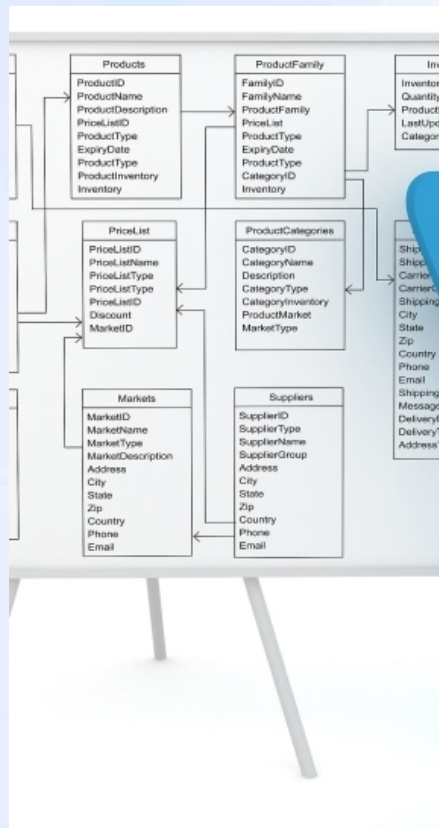 Products
ProductID
ProductName
ProductDescription
PriceListID
ProductType
ExpiryDate
ProductType
ProductInventory
Inventory
ProductFamily
FamilyID
FamilyName
ProductFamily
PriceList
ProductType
ExpiryDate
ProductType
CategoryID
Inventory
PriceList
PriceListID
PriceListName
PriceListType
PriceListType
PriceListID
Discount
MarketID
ProductCategories
CategoryID
CategoryName
Description
CategoryType
CategoryInventory
ProductMarket
MarketType
City
State
Zip
Country
Phone
Email
Shipping
Message
Markets
MarketID
MarketName
MarketType
MarketDescription
Address
City
State
Zip
Country
Phone
Email
Suppliers
SupplierID
SupplierType
SupplierName
SupplierGroup
Address
City
State
Zip
Country
Phone
Email